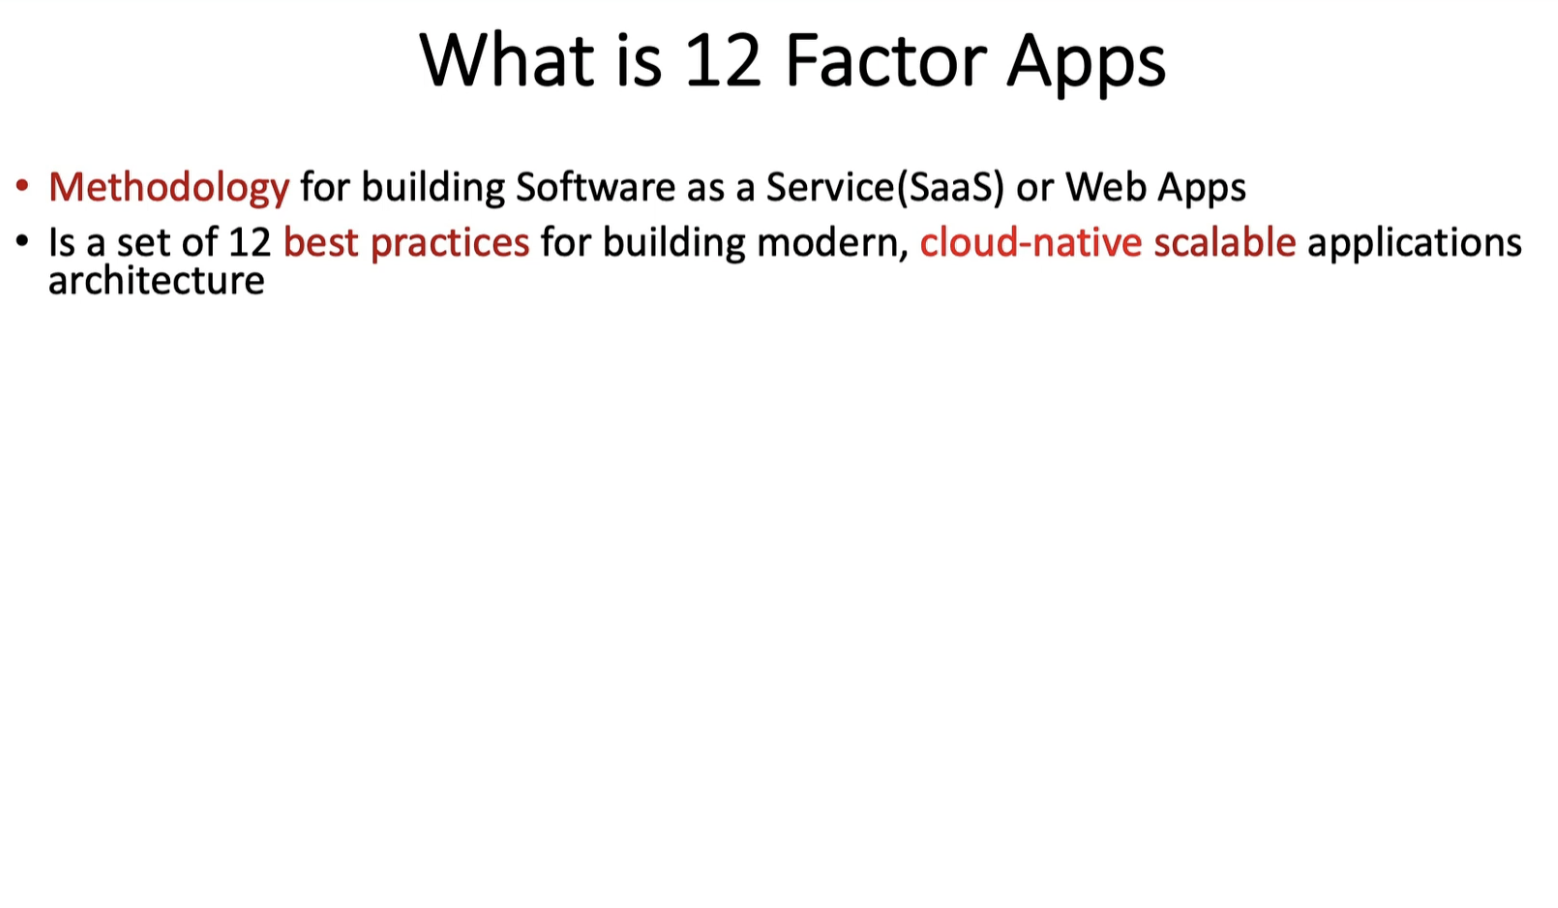 What is 12 Factor Apps
• Methodology for building Software as a Service(SaaS) or Web Apps
• Is a set of 12 best practices for building modern, cloud-native scalable applications
architecture